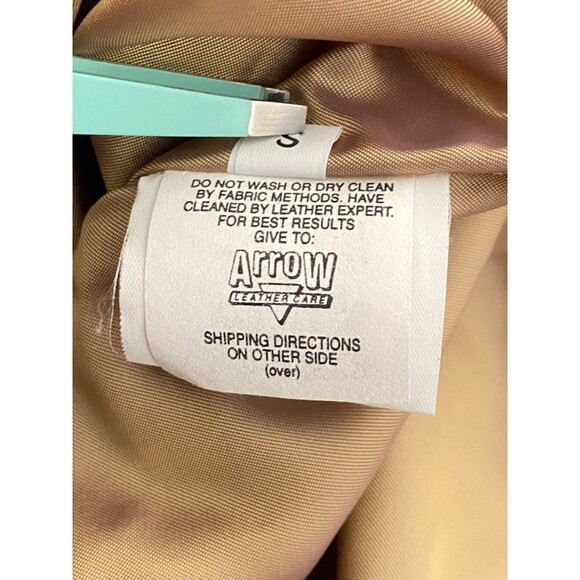 S
DO NOT WASH OR DRY CLEAN
BY FABRIC METHODS. HAVE
CLEANED BY LEATHER EXPERT.
FOR BEST RESULTS
GIVE TO:
ArroW
LEATHER CARE
SHIPPING DIRECTIONS
ON OTHER SIDE
(over)